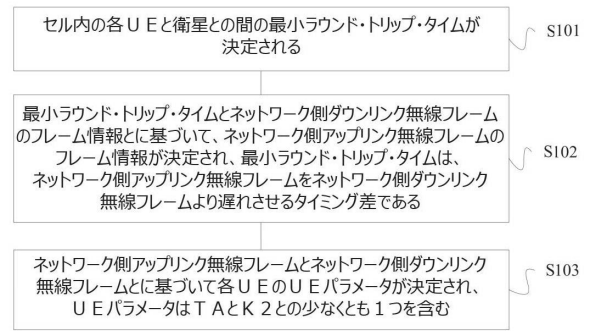 セル内の各ＵＥと衛星との間の最小ラウンド・トリップ・タイムが
決定される
S101
最小ラウンド・トリップ・タイムとネットワーク側ダウンリンク無線フレーム
のフレーム情報とに基づいて、ネットワーク側アップリンク無線フレームの
フレーム情報が決定され、最小ラウンド・トリップ・タイムは、
ネットワーク側アップリンク無線フレームをネットワーク側ダウンリンク
無線フレームより遅れさせるタイミング差である
S102
ネットワーク側アップリンク無線フレームとネットワーク側ダウンリンク
無線フレームとに基づいて各ＵＥのＵＥパラメータが決定され、
ＵＥパラメータはＴＡとＫ２との少なくとも１つを含む
S103